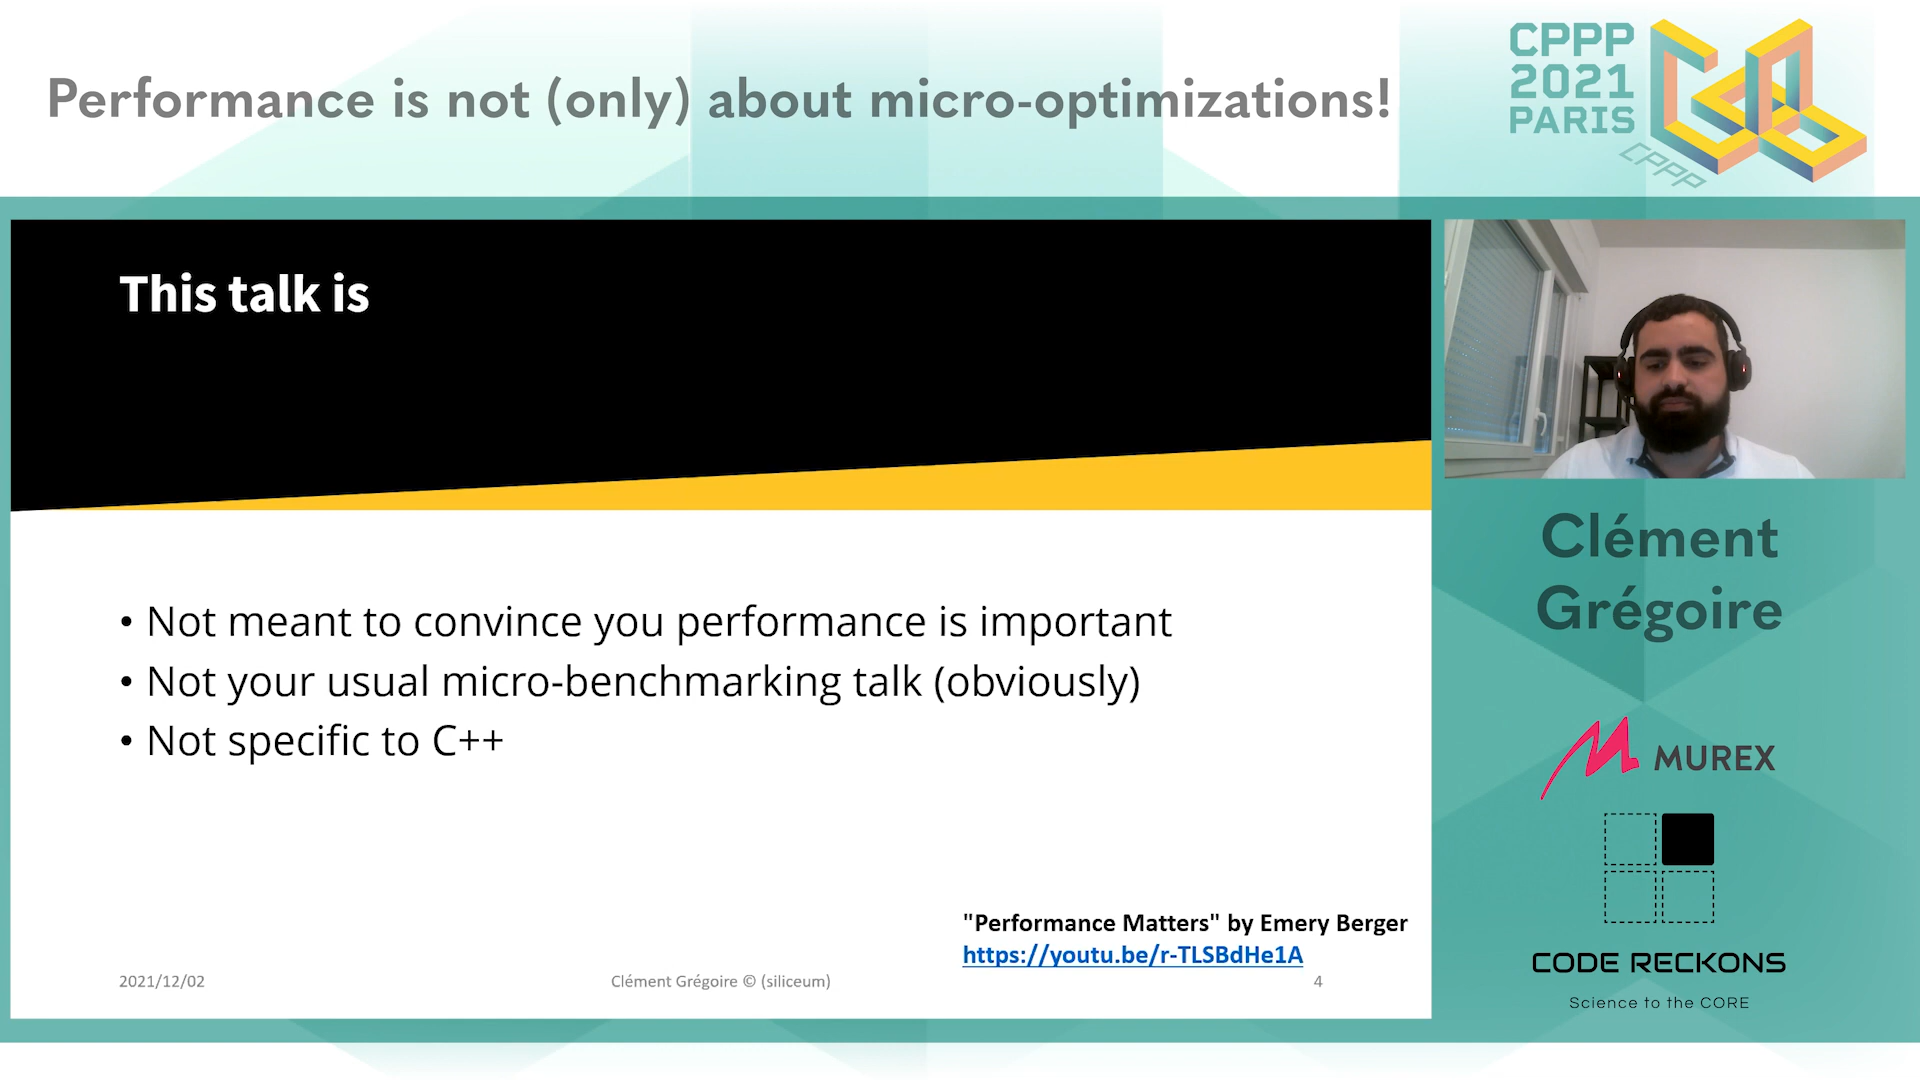 Performance is not (only) about micro-optimizations!
CPPP
2021
PARIS
CPPP
This talk is
• Not meant to convince you performance is important
• Not your usual micro-benchmarking talk (obviously)
• Not specific to C++
"Performance Matters" by Emery Berger
https://youtu.be/r-TLSBdHe1A
2021/12/02
Clément Grégoire © (siliceum)
4
Clément
Grégoire
MUREX
CODE RECKONS
Science to the CORE